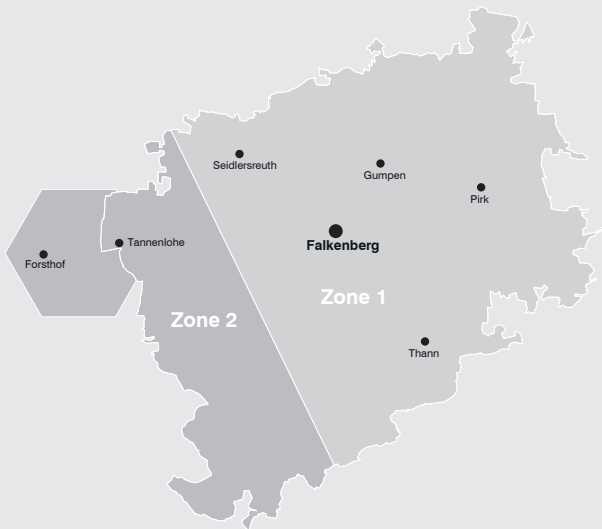 Seidlersreuth
Gumpen
Pirk
Falkenberg
Tannenlohe
Forsthof
Zone 1
Zone 2
Thann